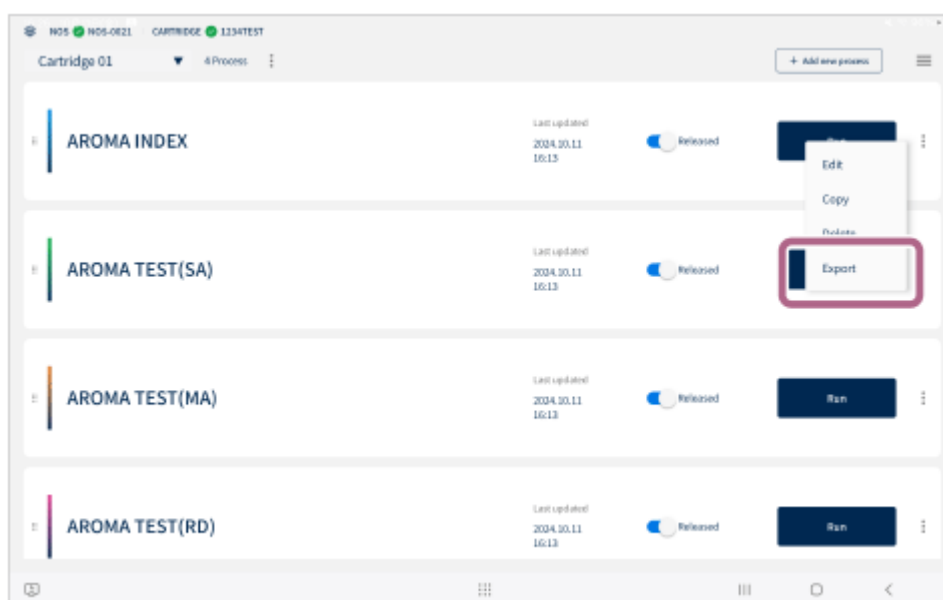 NOS NOS-0021 CARTRIDGE 1234TEST
Cartridge 01 4 Process + Add new process
AROMA INDEX
Last updated
2024.10.11
16:13
Released
Edit
Copy
Delete
Export
AROMA TEST(SA)
Last updated
2024.10.11
16:13
Released
AROMA TEST(MA)
Last updated
2024.10.11
16:13
Released
Run
AROMA TEST(RD)
Last updated
2024.10.11
16:13
Released
Run